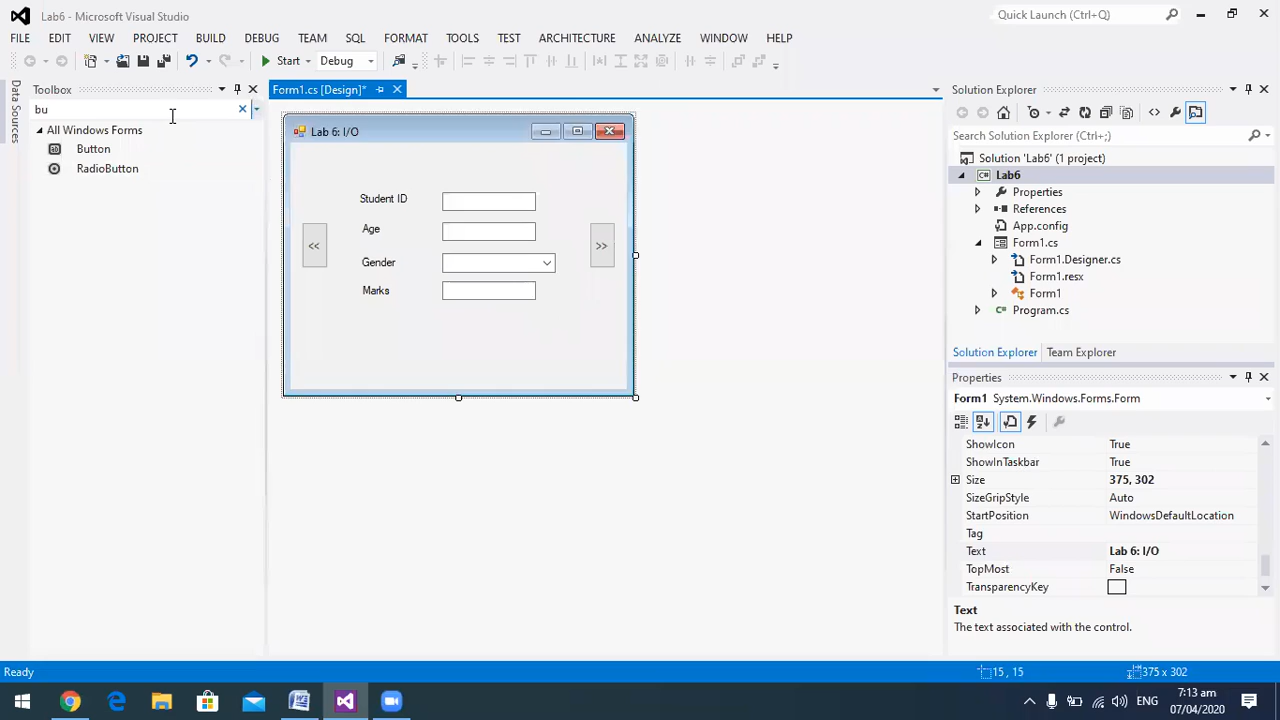 Lab6 - Microsoft Visual Studio
Quick Launch (Ctrl+Q)
FILE EDIT VIEW PROJECT BUILD DEBUG TEAM SQL FORMAT TOOLS TEST ARCHITECTURE ANALYZE WINDOW HELP
Start Debug
Data Sources
Toolbox
bu
All Windows Forms
Button
RadioButton
Form1.cs [Design]*
Lab 6: I/O
Student ID
Age
Gender
Marks
<<
>>
Solution Explorer
Search Solution Explorer (Ctrl+;)
Solution 'Lab6' (1 project)
Lab6
Properties
References
App.config
Form1.cs
Form1.Designer.cs
Form1.resx
Form1
Program.cs
Solution Explorer Team Explorer
Properties
Form1 System.Windows.Forms.Form
ShowIcon True
ShowInTaskbar True
Size 375, 302
SizeGripStyle Auto
StartPosition WindowsDefaultLocation
Tag
Text Lab 6: I/O
TopMost False
TransparencyKey
Text
The text associated with the control.
Ready
15 , 15
375 x 302
ENG
7:13 am
07/04/2020